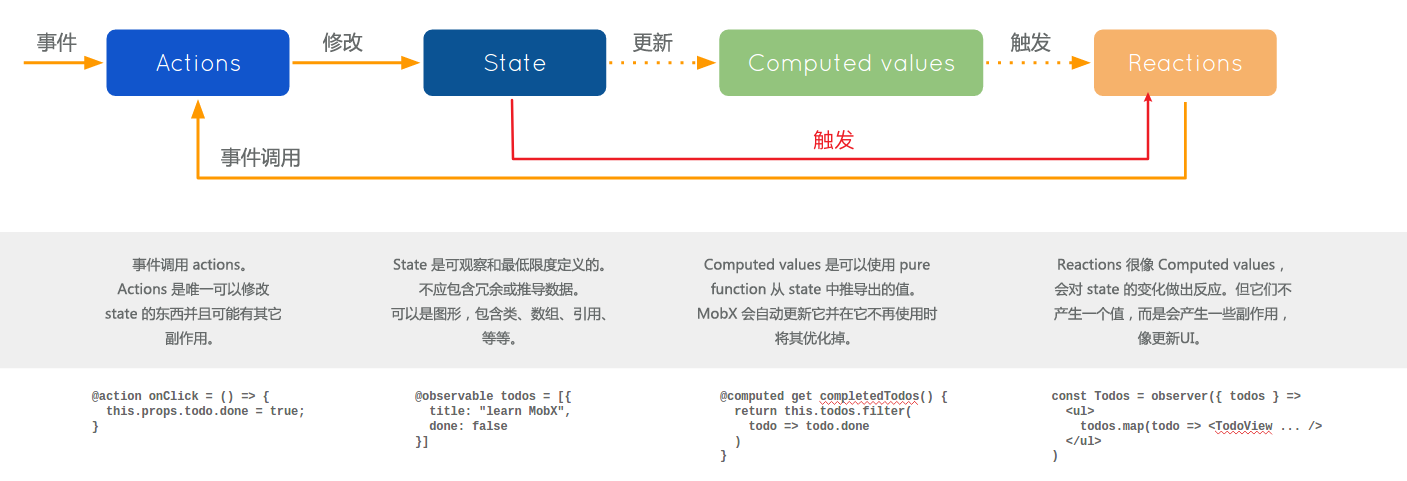 事件
Actions
修改
State
更新
Computed values
触发
Reactions
触发
事件调用
事件调用 actions。
Actions 是唯一可以修改
state 的东西并且可能有其它
副作用。
State 是可观察和最低限度定义的。
不应包含冗余或推导数据。
可以是图形，包含类、数组、引用、
等等。
Computed values 是可以使用 pure
function 从 state 中推导出的值。
MobX 会自动更新它并在它不再使用时
将其优化掉。
Reactions 很像 Computed values，
会对 state 的变化做出反应。但它们不
产生一个值，而是会产生一些副作用，
像更新UI。
@action onClick = () => {
  this.props.todo.done = true;
}
@observable todos = [{
  title: "learn MobX",
  done: false
}]
@computed get completedTodos() {
  return this.todos.filter(
    todo => todo.done
  )
}
const Todos = observer({ todos } =>
  <ul>
    todos.map(todo => <TodoView ... />
  </ul>
)